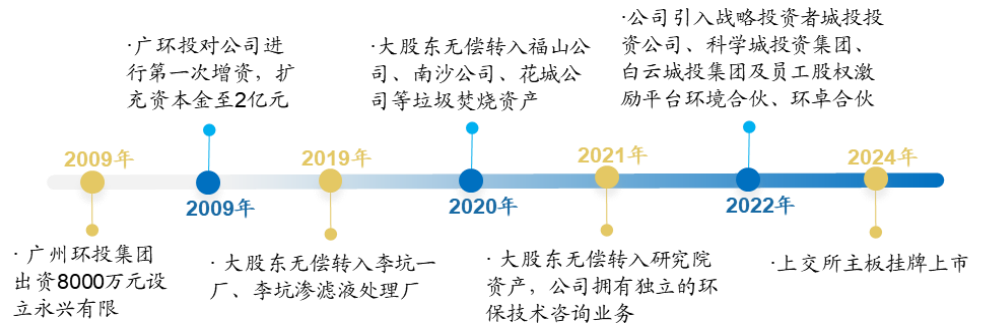 ·广环投对公司进
行第一次增资，扩
充资本金至2亿元
·大股东无偿转入福山公
司、南沙公司、花城公
司等垃圾焚烧资产
·公司引入战略投资者城投投
资公司、科学城投资集团、
白云城投集团及员工股权激
励平台环境合伙、环卓合伙
2009年
2009年
2019年
2020年
2021年
2022年
2024年
· 广州环投集团
出资8000万元设
立永兴有限
· 大股东无偿转入李坑一
厂、李坑渗滤液处理厂
· 大股东无偿转入研究院
资产，公司拥有独立的环
保技术咨询业务
·上交所主板挂牌上市